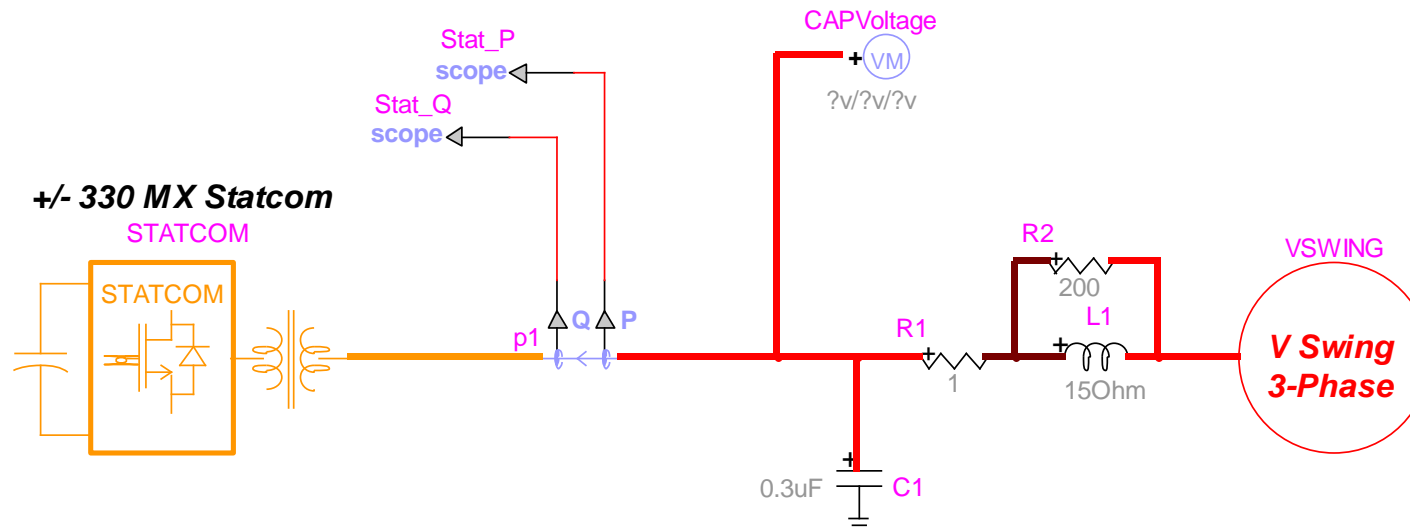 CAPVoltage
+
VM
?v/?v/?v
Stat_P
scope
Stat_Q
scope
+/- 330 MX Statcom
STATCOM
STATCOM
p1
Q
P
R2
+
200
L1
+
15Ohm
R1
+
1
VSWING
V Swing
3-Phase
+
0.3uF
C1